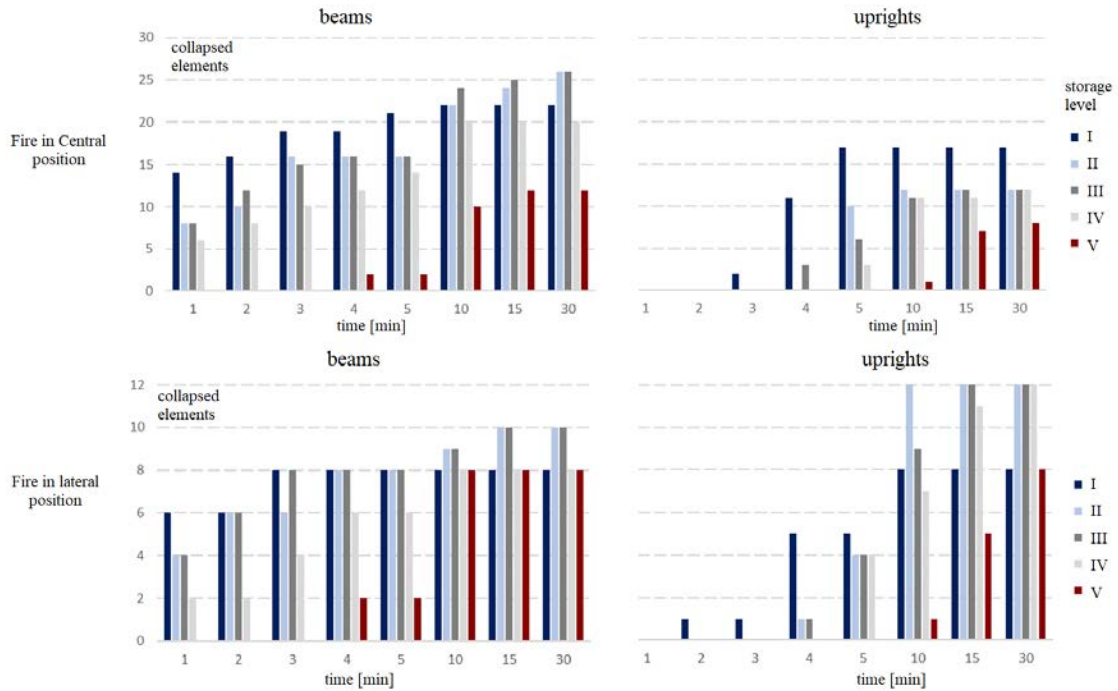 beams
uprights
30
25
20
15
10
5
0
collapsed
elements
Fire in Central
position
1 2 3 4 5 10 15 30
time [min]
1 2 3 4 5 10 15 30
time [min]
storage
level
I
II
III
IV
V
beams
uprights
12
10
8
6
4
2
0
collapsed
elements
Fire in lateral
position
1 2 3 4 5 10 15 30
time [min]
1 2 3 4 5 10 15 30
time [min]
I
II
III
IV
V